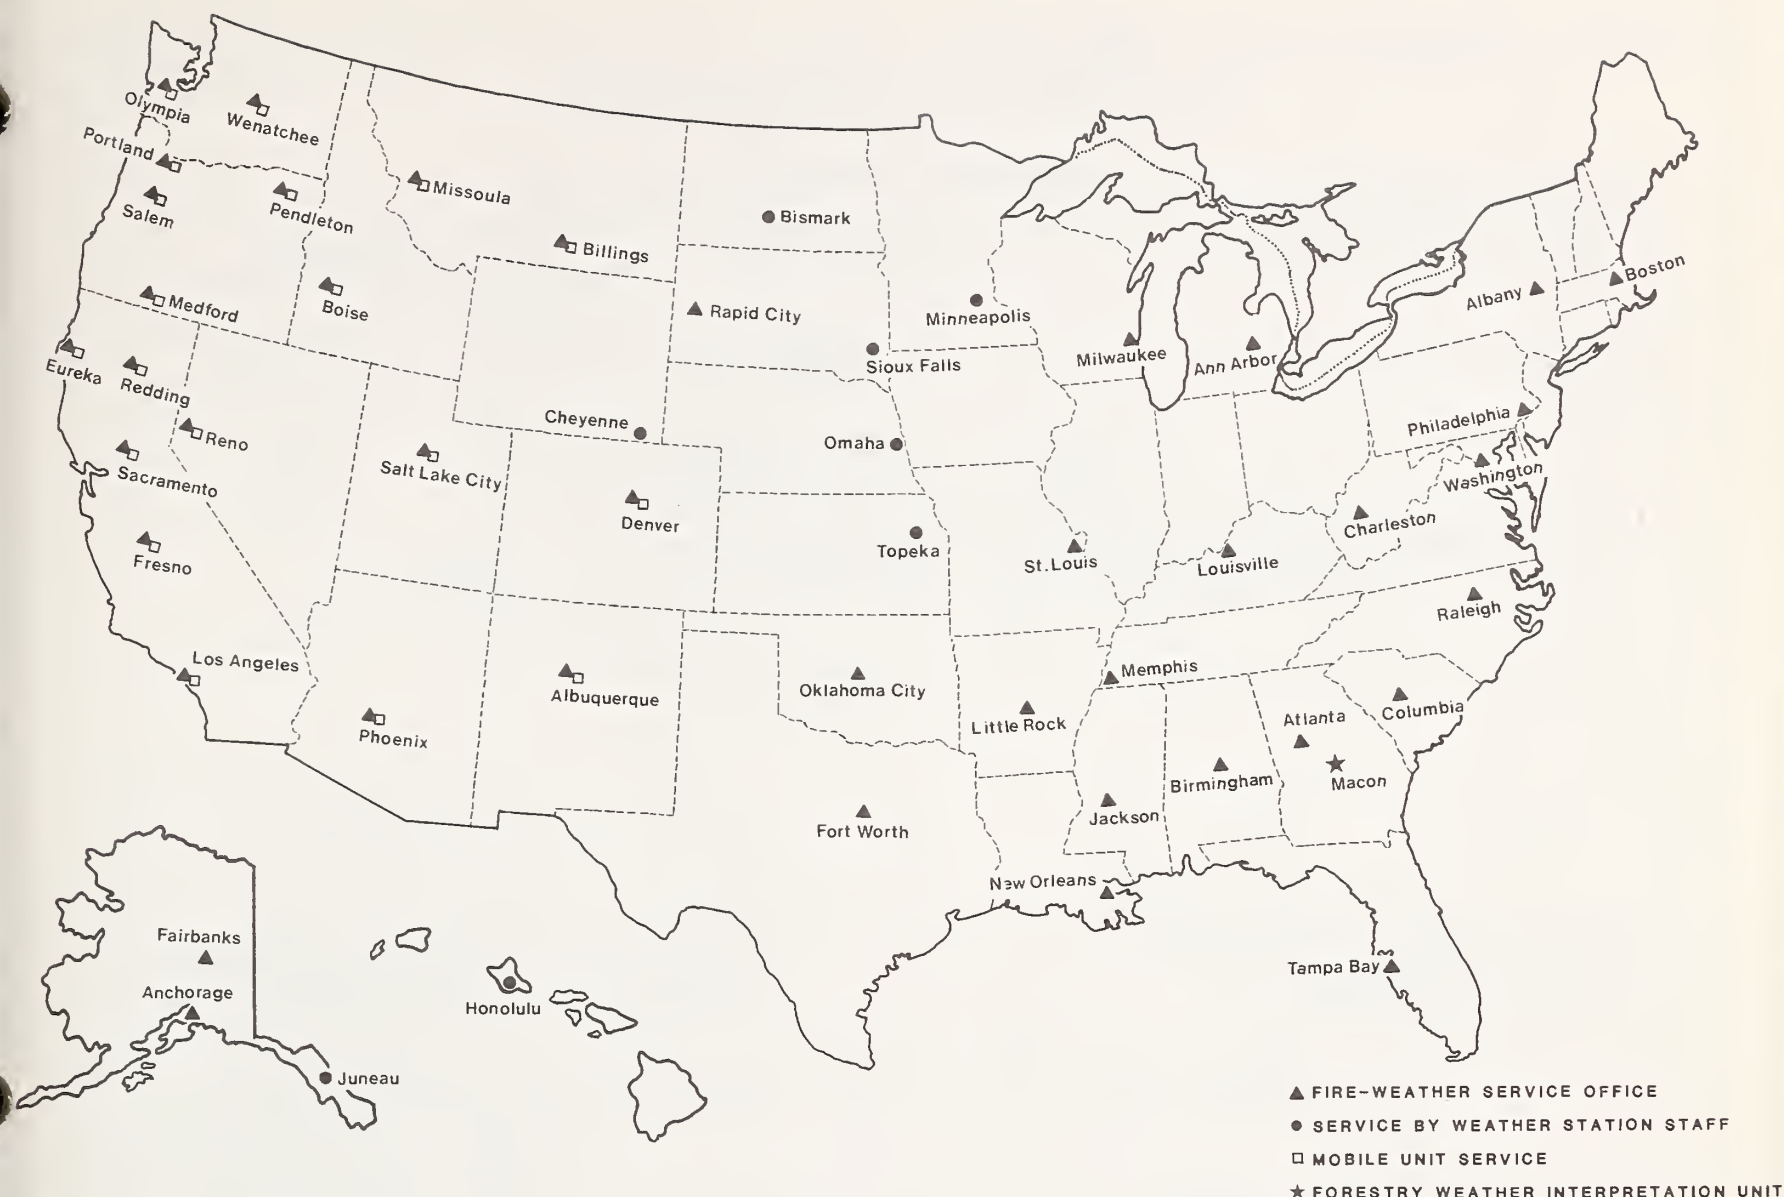 Olympia
Wenatchee
Portland
Missoula
Salem
Pendleton
Bismark
Billings
Boston
Albany
Medford
Boise
Rapid City
Minneapolis
Milwaukee
Ann Arbor
Eureka
Redding
Sioux Falls
Cheyenne
Philadelphia
Reno
Omaha
Sacramento
Salt Lake City
Washington
Denver
Charleston
Topeka
Fresno
St. Louis
Louisville
Raleigh
Los Angeles
Memphis
Albuquerque
Oklahoma City
Columbia
Little Rock
Atlanta
Phoenix
Birmingham
Macon
Jackson
Fort Worth
New Orleans
Fairbanks
Tampa Bay
Anchorage
Honolulu
Juneau
FIRE-WEATHER SERVICE OFFICE
SERVICE BY WEATHER STATION STAFF
MOBILE UNIT SERVICE
FORESTRY WEATHER INTERPRETATION UNIT